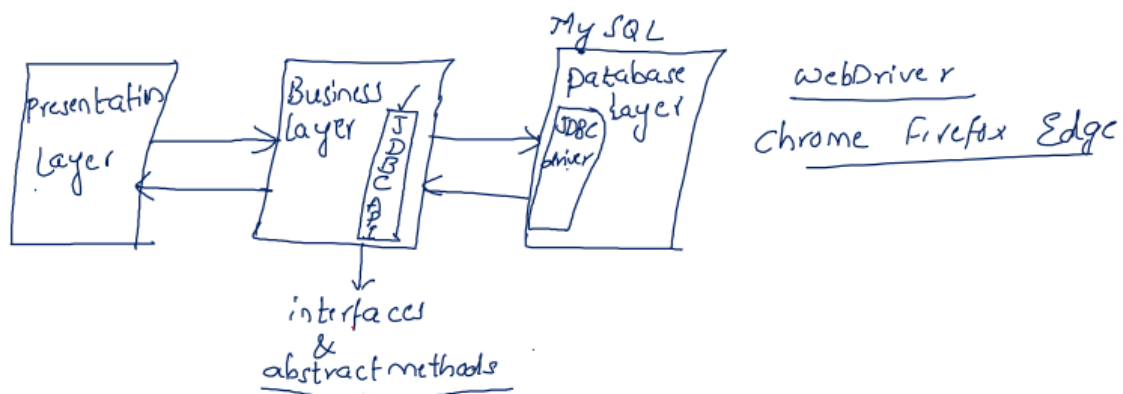 MySQL
Presentation
Layer
Business
Layer
JDBC API
Database
Layer
JDBC
driver
WebDriver
Chrome Firefox Edge
interfaces
&
abstract methods